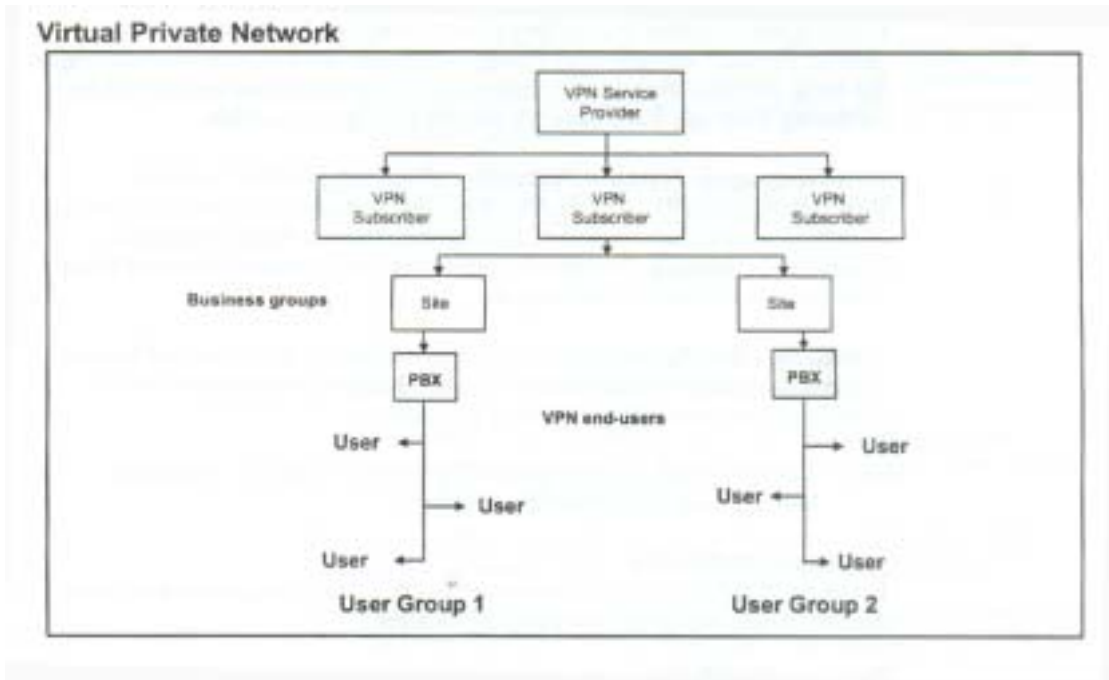 Virtual Private Network
VPN Service
Provider
VPN
Subscriber
VPN
Subscriber
VPN
Subscriber
Business groups
Site
Site
PBX
PBX
VPN end-users
User
User
User
User
User
User
User Group 1
User Group 2